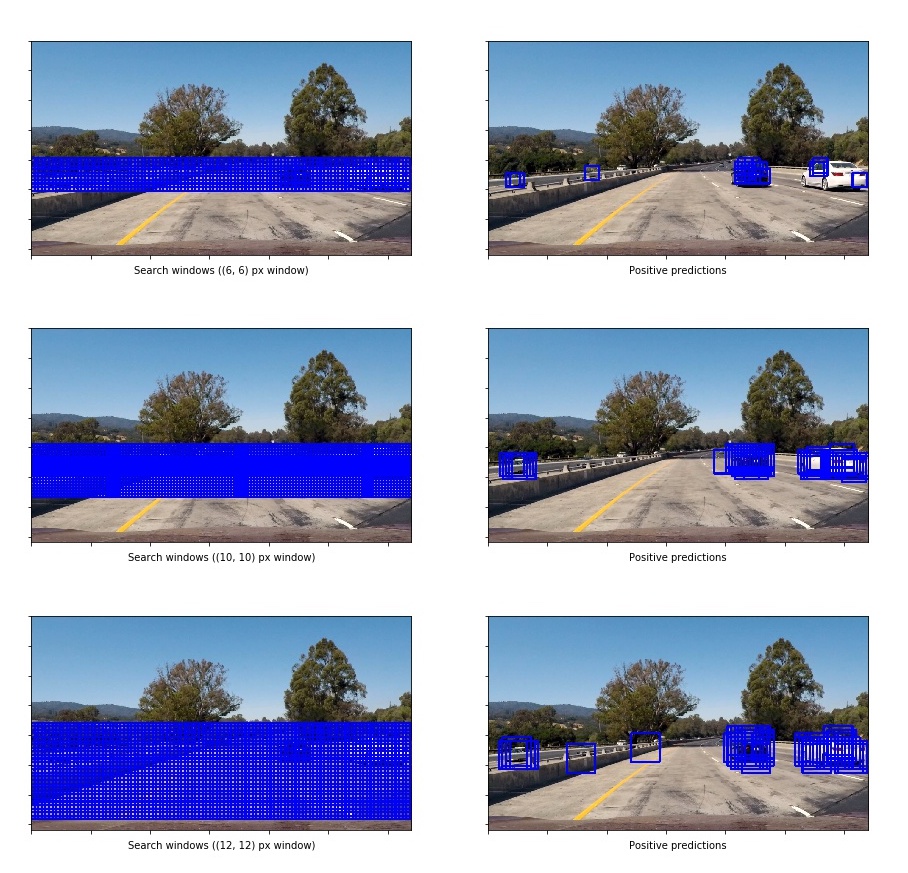 Search windows ((6, 6) px window)
Positive predictions
Search windows ((10, 10) px window)
Positive predictions
Search windows ((12, 12) px window)
Positive predictions